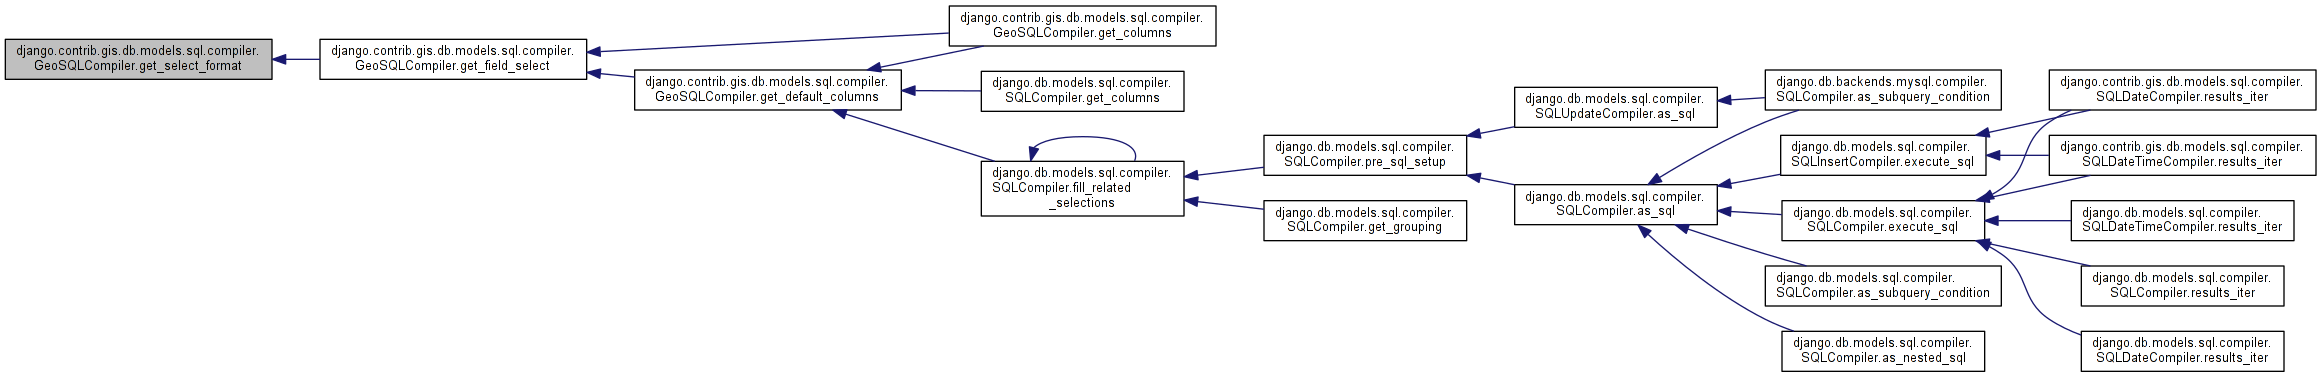 django.contrib.gis.db.models.sql.compiler.
GeoSQLCompiler.get_select_format
django.contrib.gis.db.models.sql.compiler.
GeoSQLCompiler.get_field_select
django.contrib.gis.db.models.sql.compiler.
GeoSQLCompiler.get_columns
django.contrib.gis.db.models.sql.compiler.
GeoSQLCompiler.get_default_columns
django.db.models.sql.compiler.
SQLCompiler.get_columns
django.db.models.sql.compiler.
SQLCompiler.fill_related
_selections
django.db.models.sql.compiler.
SQLCompiler.pre_sql_setup
django.db.models.sql.compiler.
SQLCompiler.get_grouping
django.db.models.sql.compiler.
SQLUpdateCompiler.as_sql
django.db.models.sql.compiler.
SQLCompiler.as_sql
django.db.backends.mysql.compiler.
SQLCompiler.as_subquery_condition
django.db.models.sql.compiler.
SQLInsertCompiler.execute_sql
django.db.models.sql.compiler.
SQLCompiler.execute_sql
django.db.models.sql.compiler.
SQLCompiler.as_subquery_condition
django.db.models.sql.compiler.
SQLCompiler.as_nested_sql
django.contrib.gis.db.models.sql.compiler.
SQLDateCompiler.results_iter
django.contrib.gis.db.models.sql.compiler.
SQLDateTimeCompiler.results_iter
django.db.models.sql.compiler.
SQLDateTimeCompiler.results_iter
django.db.models.sql.compiler.
SQLCompiler.results_iter
django.db.models.sql.compiler.
SQLDateCompiler.results_iter